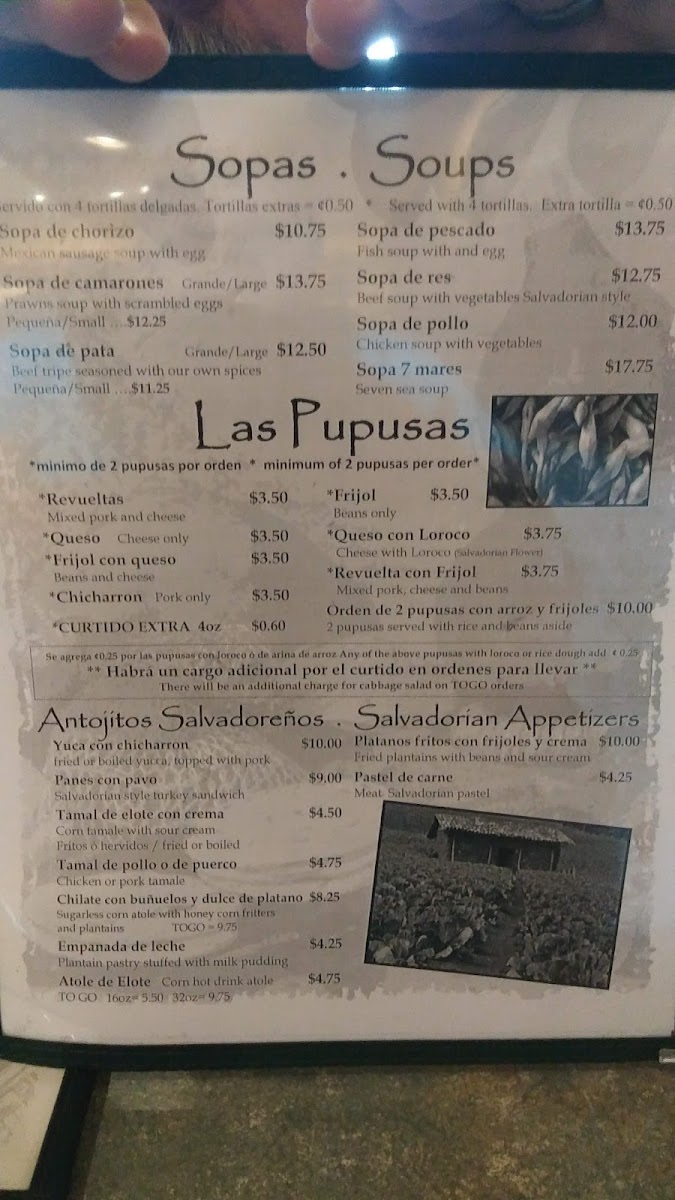 Sopas . Soups
ervido con 4 tortillas delgadas. Tortillas extras = ¢0.50 * Served with 4 tortillas. Extra tortilla = ¢0.50
Sopa de chorizo $10.75
Mexican sausage soup with egg
Sopa de camarones Grande/Large $13.75
Prawns soup with scrambled eggs
Pequeña/Small ....$12.25
Sopa de pata Grande/Large $12.50
Beef tripe seasoned with our own spices
Pequeña/Small ....$11.25
Sopa de pescado $13.75
Fish soup with and egg
Sopa de res $12.75
Beef soup with vegetables Salvadorian style
Sopa de pollo $12.00
Chicken soup with vegetables
Sopa 7 mares $17.75
Seven sea soup
Las Pupusas
*minimo de 2 pupusas por orden * minimum of 2 pupusas per order*
*Revueltas $3.50
Mixed pork and cheese
*Queso Cheese only $3.50
*Frijol con queso $3.50
Beans and cheese
*Chicharron Pork only $3.50
*CURTIDO EXTRA 4oz $0.60
*Frijol $3.50
Beans only
*Queso con Loroco $3.75
Cheese with Loroco (Salvadorian Flower)
*Revuelta con Frijol $3.75
Mixed pork, cheese and beans
Orden de 2 pupusas con arroz y frijoles $10.00
2 pupusas served with rice and beans aside
Se agrega ¢0.25 por las pupusas con loroco ò de arina de arroz Any of the above pupusas with loroco or rice dough add ¢ 0.25
** Habrá un cargo adicional por el curtido en ordenes para llevar **
There will be an additional charge for cabbage salad on TOGO orders
Antojitos Salvadoreños . Salvadorian Appetizers
Yuca con chicharron $10.00
fried or boiled yucca, topped with pork
Panes con pavo $9.00
Salvadorian style turkey sandwich
Tamal de elote con crema $4.50
Corn tamale with sour cream
Fritos ò hervidos / fried or boiled
Tamal de pollo o de puerco $4.75
Chicken or pork tamale
Chilate con buñuelos y dulce de platano $8.25
Sugarless corn atole with honey corn fritters
and plantains TOGO = 9.75
Empanada de leche $4.25
Plantain pastry stuffed with milk pudding
Atole de Elote Corn hot drink atole $4.75
TO GO 16oz= 5.50 32oz= 9.75
Platanos fritos con frijoles y crema $10.00
Fried plantains with beans and sour cream
Pastel de carne $4.25
Meat Salvadorian pastel